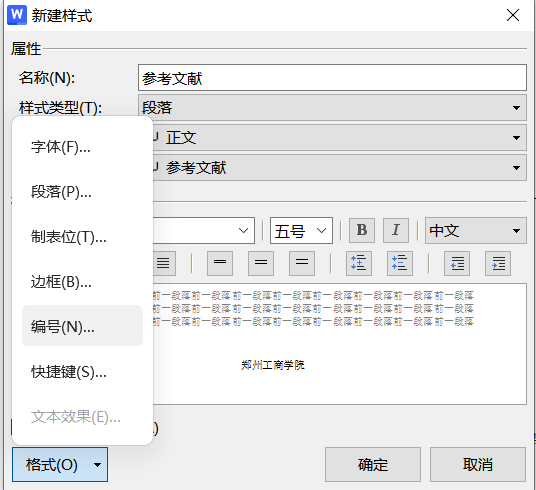 W 新建样式
属性
名称(N): 参考文献
样式类型(T): 段落
正文
参考文献
字体(F)...
段落(P)...
制表位(T)...
边框(B)...
编号(N)...
快捷键(S)...
文本效果(E)...
五号 B I 中文
前一段落前一段落前一段落前一段落前一段落前一段落前一段落前一段落
前一段落前一段落前一段落前一段落前一段落前一段落前一段落前一段落
前一段落前一段落前一段落前一段落前一段落前一段落前一段落前一段落
郑州工商学院
格式(O) 确定 取消